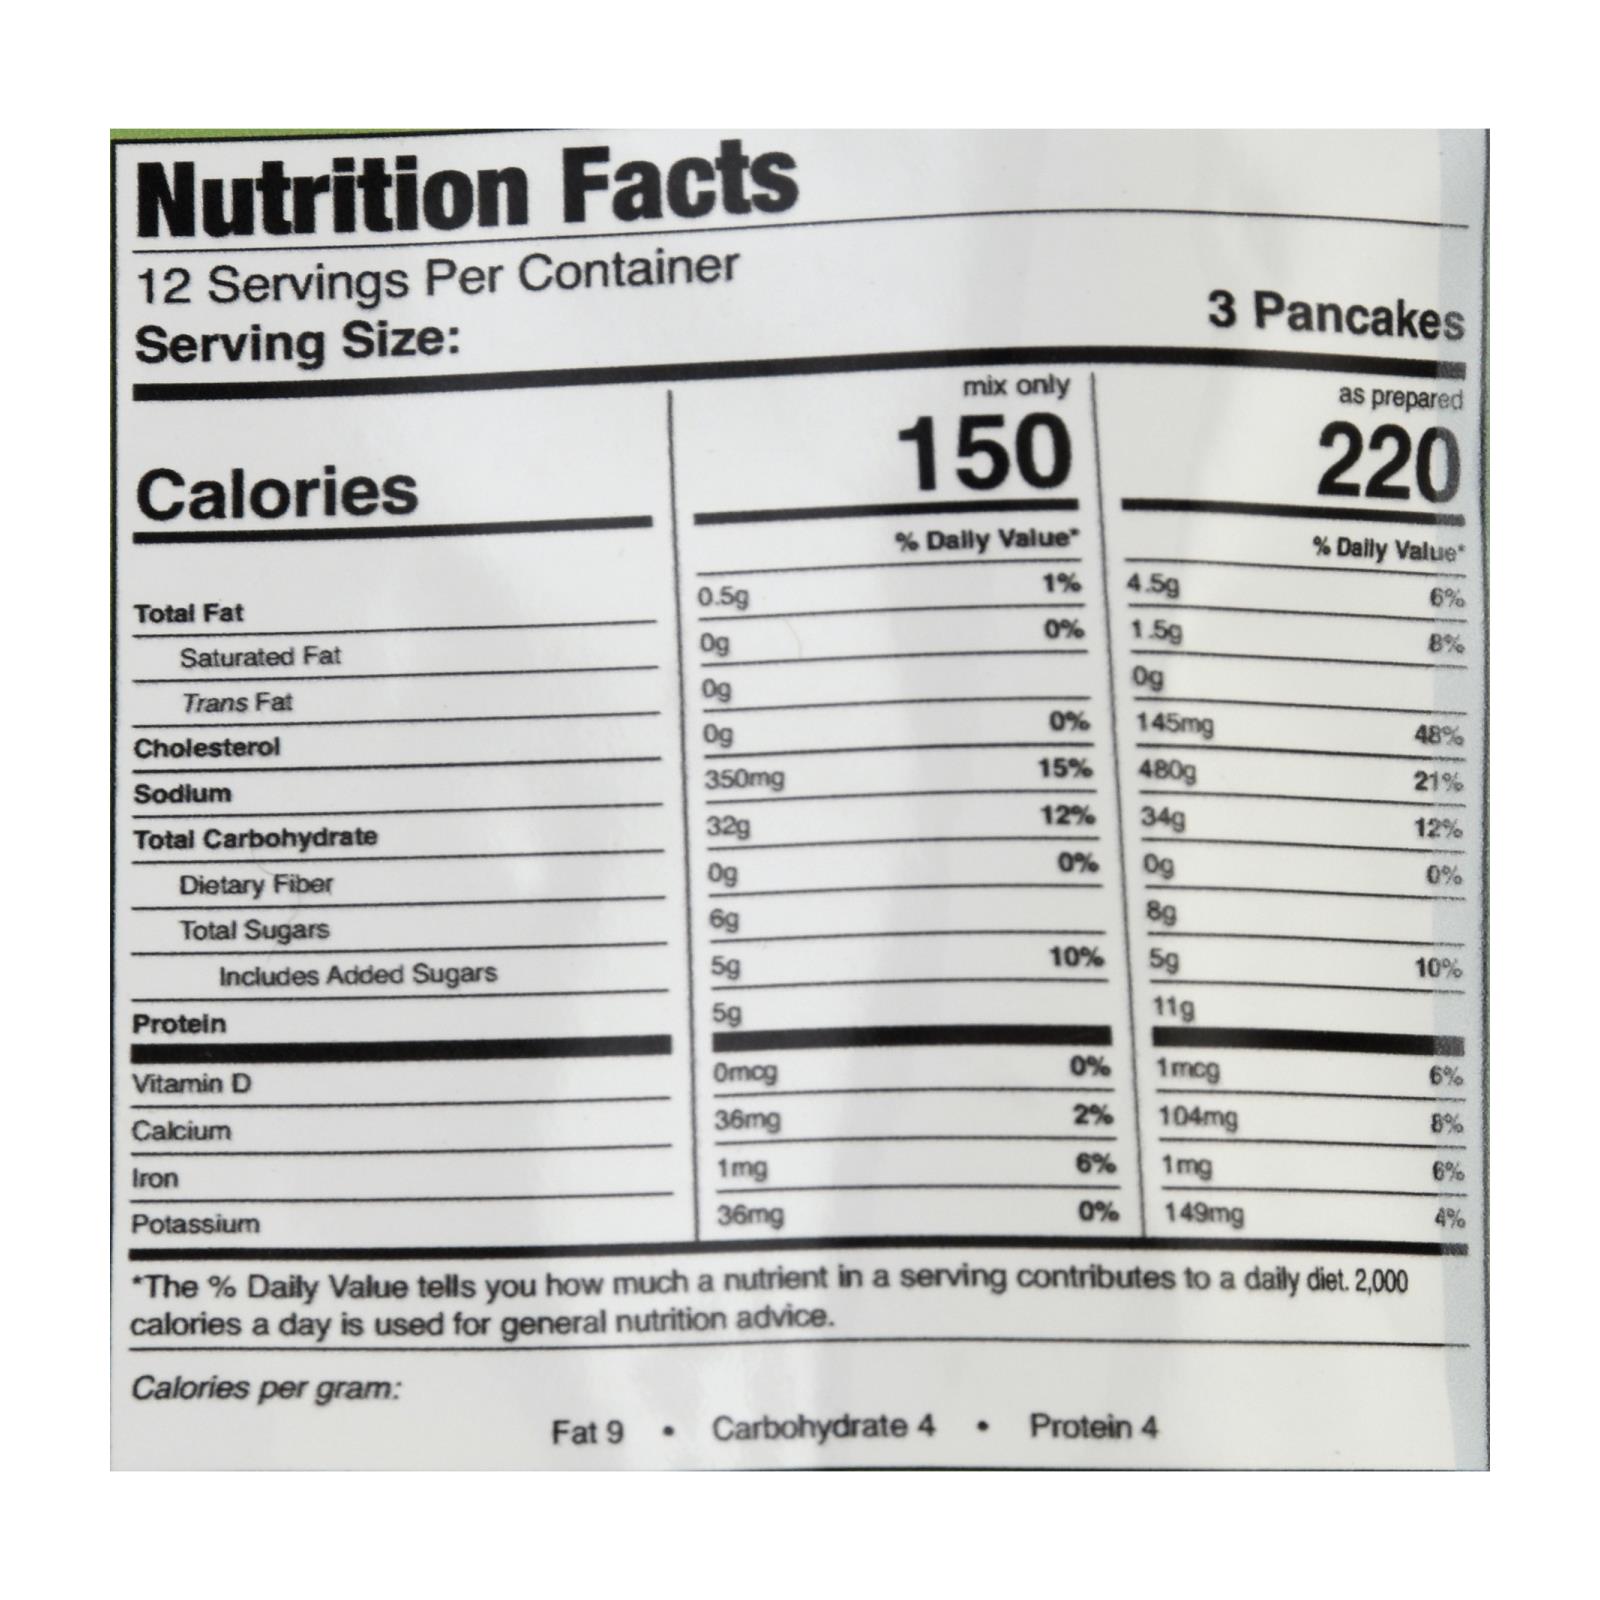 Nutrition Facts
12 Servings Per Container
Serving Size: 3 Pancakes
mix only as prepared
Calories 150 220
% Daily Value* % Daily Value*
Total Fat 0.5g 1% 4.5g 6%
Saturated Fat 0g 0% 1.5g 8%
Trans Fat 0g 0g
Cholesterol 0g 0% 145mg 48%
Sodium 350mg 15% 480g 21%
Total Carbohydrate 32g 12% 34g 12%
Dietary Fiber 0g 0% 0g 0%
Total Sugars 6g 8g
Includes Added Sugars 5g 10% 5g 10%
Protein 5g 11g
Vitamin D 0mcg 0% 1mcg 6%
Calcium 36mg 2% 104mg 8%
Iron 1mg 6% 1mg 6%
Potassium 36mg 0% 149mg 4%
*The % Daily Value tells you how much a nutrient in a serving contributes to a daily diet. 2,000
calories a day is used for general nutrition advice.
Calories per gram:
Fat 9 • Carbohydrate 4 • Protein 4